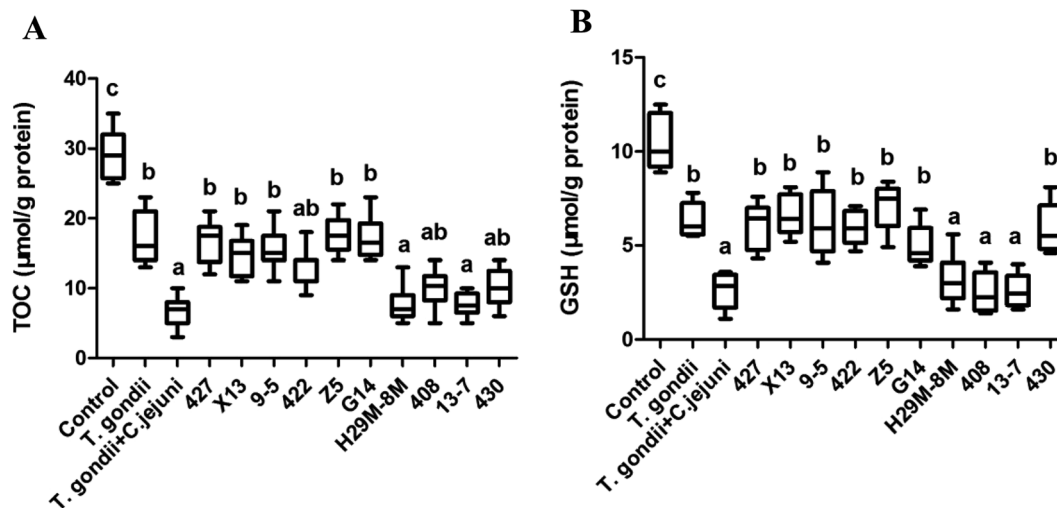 A
TOC (µmol/g protein)
40
30
20
10
0
c
b
a
b
b
b
ab
b
b
a
ab
a
ab
Control
T. gondii
T. gondii+C.jejuni
427
X13
9-5
422
Z5
G14
H29M-8M
408
13-7
430
B
GSH (µmol/g protein)
15
10
5
0
c
b
a
b
b
b
b
b
b
a
a
a
b
Control
T. gondii
T. gondii+C.jejuni
427
X13
9-5
422
Z5
G14
H29M-8M
408
13-7
430